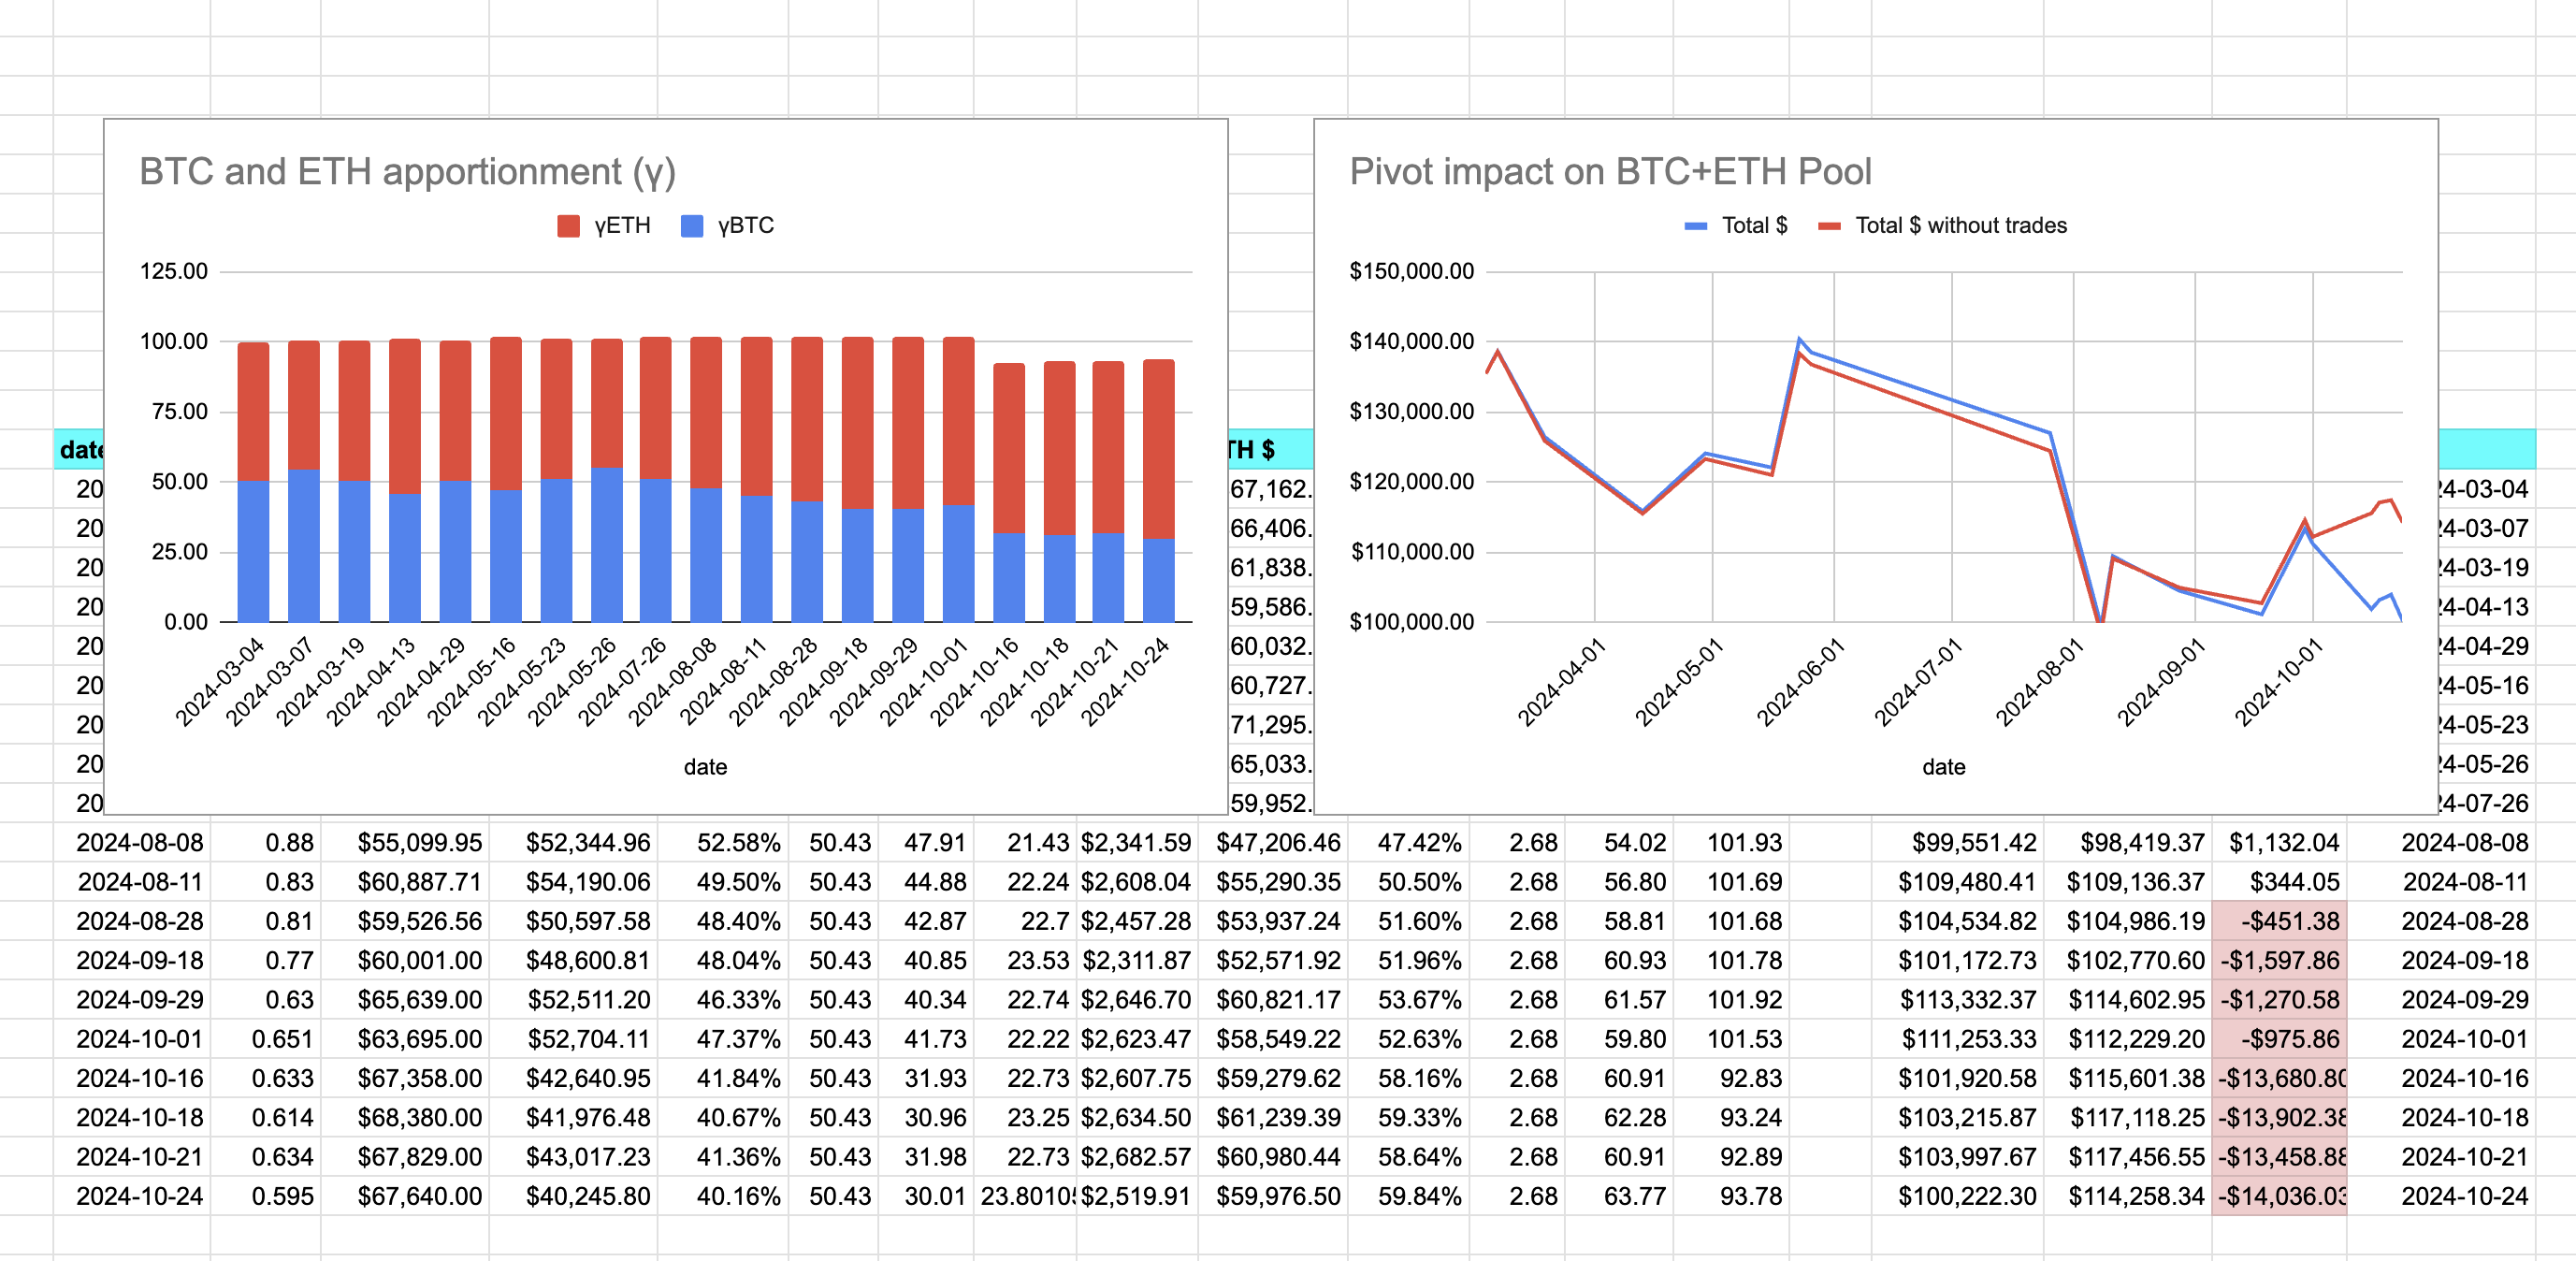 BTC and ETH apportionment (γ)
γETH γBTC
125.00
100.00
75.00
50.00
25.00
0.00
2024-03-04 2024-03-07 2024-03-19 2024-04-13 2024-04-29 2024-05-16 2024-05-23 2024-05-26 2024-07-26 2024-08-08 2024-08-11 2024-08-28 2024-09-18 2024-09-29 2024-10-01 2024-10-16 2024-10-18 2024-10-21 2024-10-24
date
Pivot impact on BTC+ETH Pool
Total $ Total $ without trades
$150,000.00
$140,000.00
$130,000.00
$120,000.00
$110,000.00
$100,000.00
2024-04-01 2024-05-01 2024-06-01 2024-07-01 2024-08-01 2024-09-01 2024-10-01
date
date TH $
20 67,162. 24-03-04
20 66,406. 24-03-07
20 61,838. 24-03-19
20 59,586. 24-04-13
20 60,032. 24-04-29
20 60,727. 24-05-16
20 71,295. 24-05-23
20 65,033. 24-05-26
20 59,952. 24-07-26
2024-08-08 0.88 $55,099.95 $52,344.96 52.58% 50.43 47.91 21.43 $2,341.59 $47,206.46 47.42% 2.68 54.02 101.93 $99,551.42 $98,419.37 $1,132.04 2024-08-08
2024-08-11 0.83 $60,887.71 $54,190.06 49.50% 50.43 44.88 22.24 $2,608.04 $55,290.35 50.50% 2.68 56.80 101.69 $109,480.41 $109,136.37 $344.05 2024-08-11
2024-08-28 0.81 $59,526.56 $50,597.58 48.40% 50.43 42.87 22.7 $2,457.28 $53,937.24 51.60% 2.68 58.81 101.68 $104,534.82 $104,986.19 -$451.38 2024-08-28
2024-09-18 0.77 $60,001.00 $48,600.81 48.04% 50.43 40.85 23.53 $2,311.87 $52,571.92 51.96% 2.68 60.93 101.78 $101,172.73 $102,770.60 -$1,597.86 2024-09-18
2024-09-29 0.63 $65,639.00 $52,511.20 46.33% 50.43 40.34 22.74 $2,646.70 $60,821.17 53.67% 2.68 61.57 101.92 $113,332.37 $114,602.95 -$1,270.58 2024-09-29
2024-10-01 0.651 $63,695.00 $52,704.11 47.37% 50.43 41.73 22.22 $2,623.47 $58,549.22 52.63% 2.68 59.80 101.53 $111,253.33 $112,229.20 -$975.86 2024-10-01
2024-10-16 0.633 $67,358.00 $42,640.95 41.84% 50.43 31.93 22.73 $2,607.75 $59,279.62 58.16% 2.68 60.91 92.83 $101,920.58 $115,601.38 -$13,680.80 2024-10-16
2024-10-18 0.614 $68,380.00 $41,976.48 40.67% 50.43 30.96 23.25 $2,634.50 $61,239.39 59.33% 2.68 62.28 93.24 $103,215.87 $117,118.25 -$13,902.38 2024-10-18
2024-10-21 0.634 $67,829.00 $43,017.23 41.36% 50.43 31.98 22.73 $2,682.57 $60,980.44 58.64% 2.68 60.91 92.89 $103,997.67 $117,456.55 -$13,458.88 2024-10-21
2024-10-24 0.595 $67,640.00 $40,245.80 40.16% 50.43 30.01 23.80105 $2,519.91 $59,976.50 59.84% 2.68 63.77 93.78 $100,222.30 $114,258.34 -$14,036.03 2024-10-24